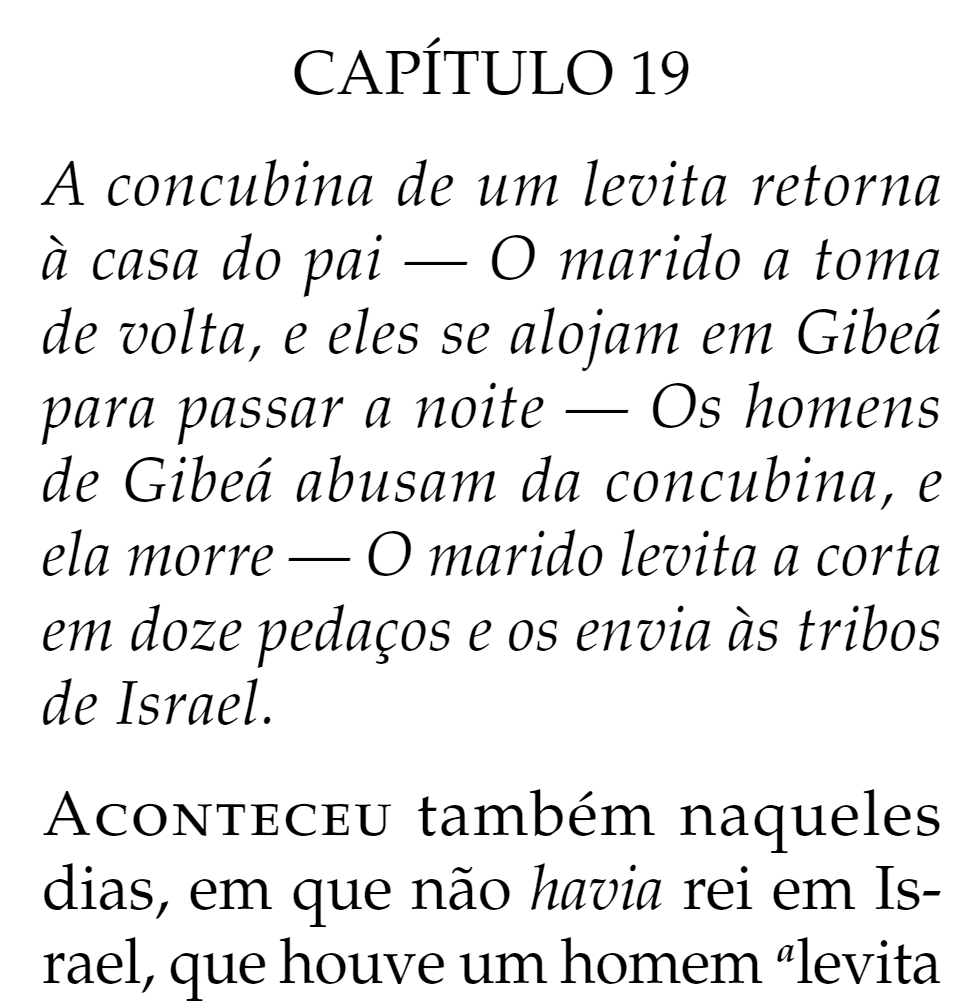 CAPÍTULO 19
A concubina de um levita retorna
à casa do pai — O marido a toma
de volta, e eles se alojam em Gibeá
para passar a noite — Os homens
de Gibeá abusam da concubina, e
ela morre — O marido levita a corta
em doze pedaços e os envia às tribos
de Israel.
ACONTECEU também naqueles
dias, em que não havia rei em Is-
rael, que houve um homem ᵃlevita